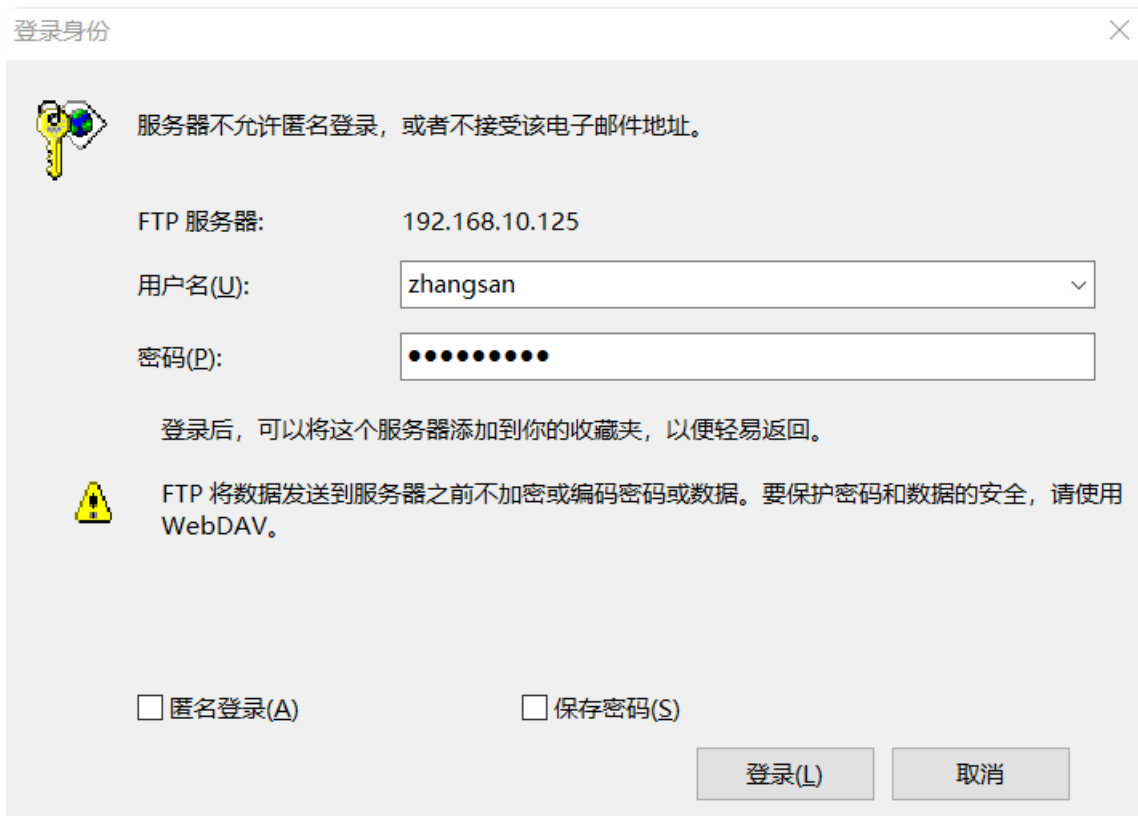 登录身份
服务器不允许匿名登录，或者不接受该电子邮件地址。
FTP 服务器: 192.168.10.125
用户名(U): zhangsan
密码(P): ●●●●●●●●●
登录后，可以将这个服务器添加到你的收藏夹，以便轻易返回。
FTP 将数据发送到服务器之前不加密或编码密码或数据。要保护密码和数据的安全，请使用
WebDAV。
匿名登录(A) 保存密码(S)
登录(L) 取消